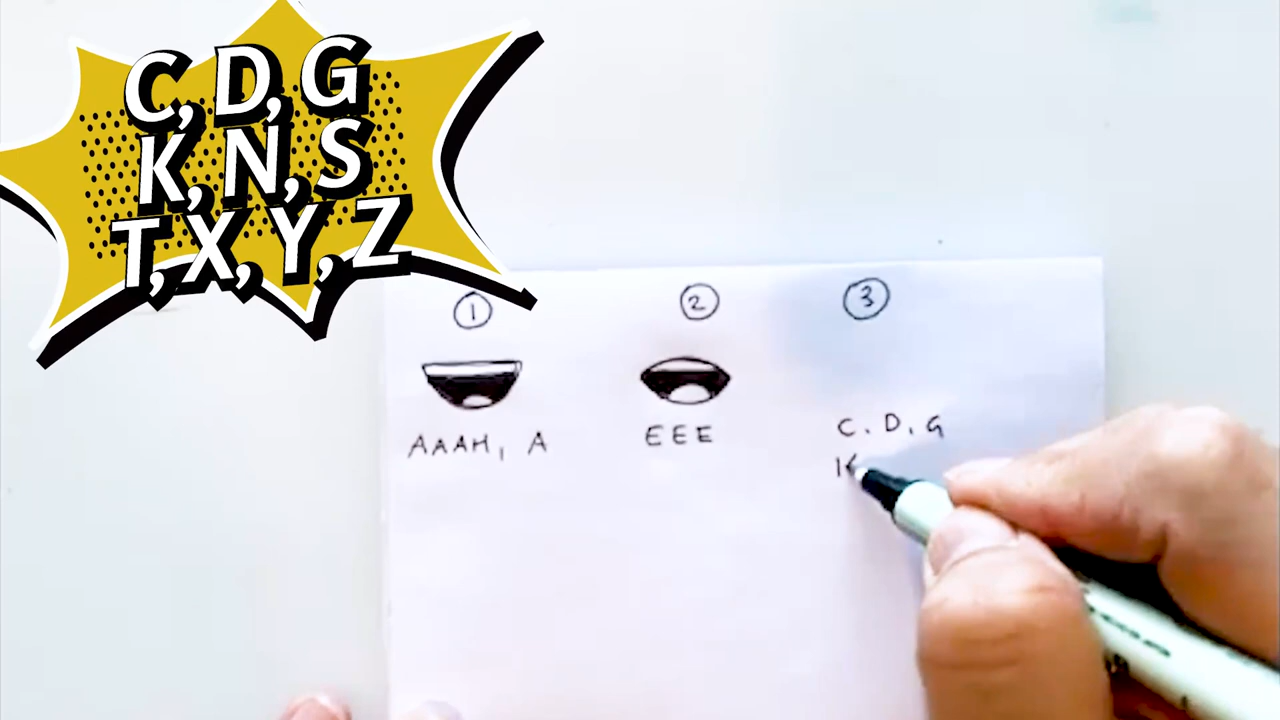 C, D, G
K, N, S
T, X, Y, Z
1 2 3
AAAH, A EEE C. D. G
K